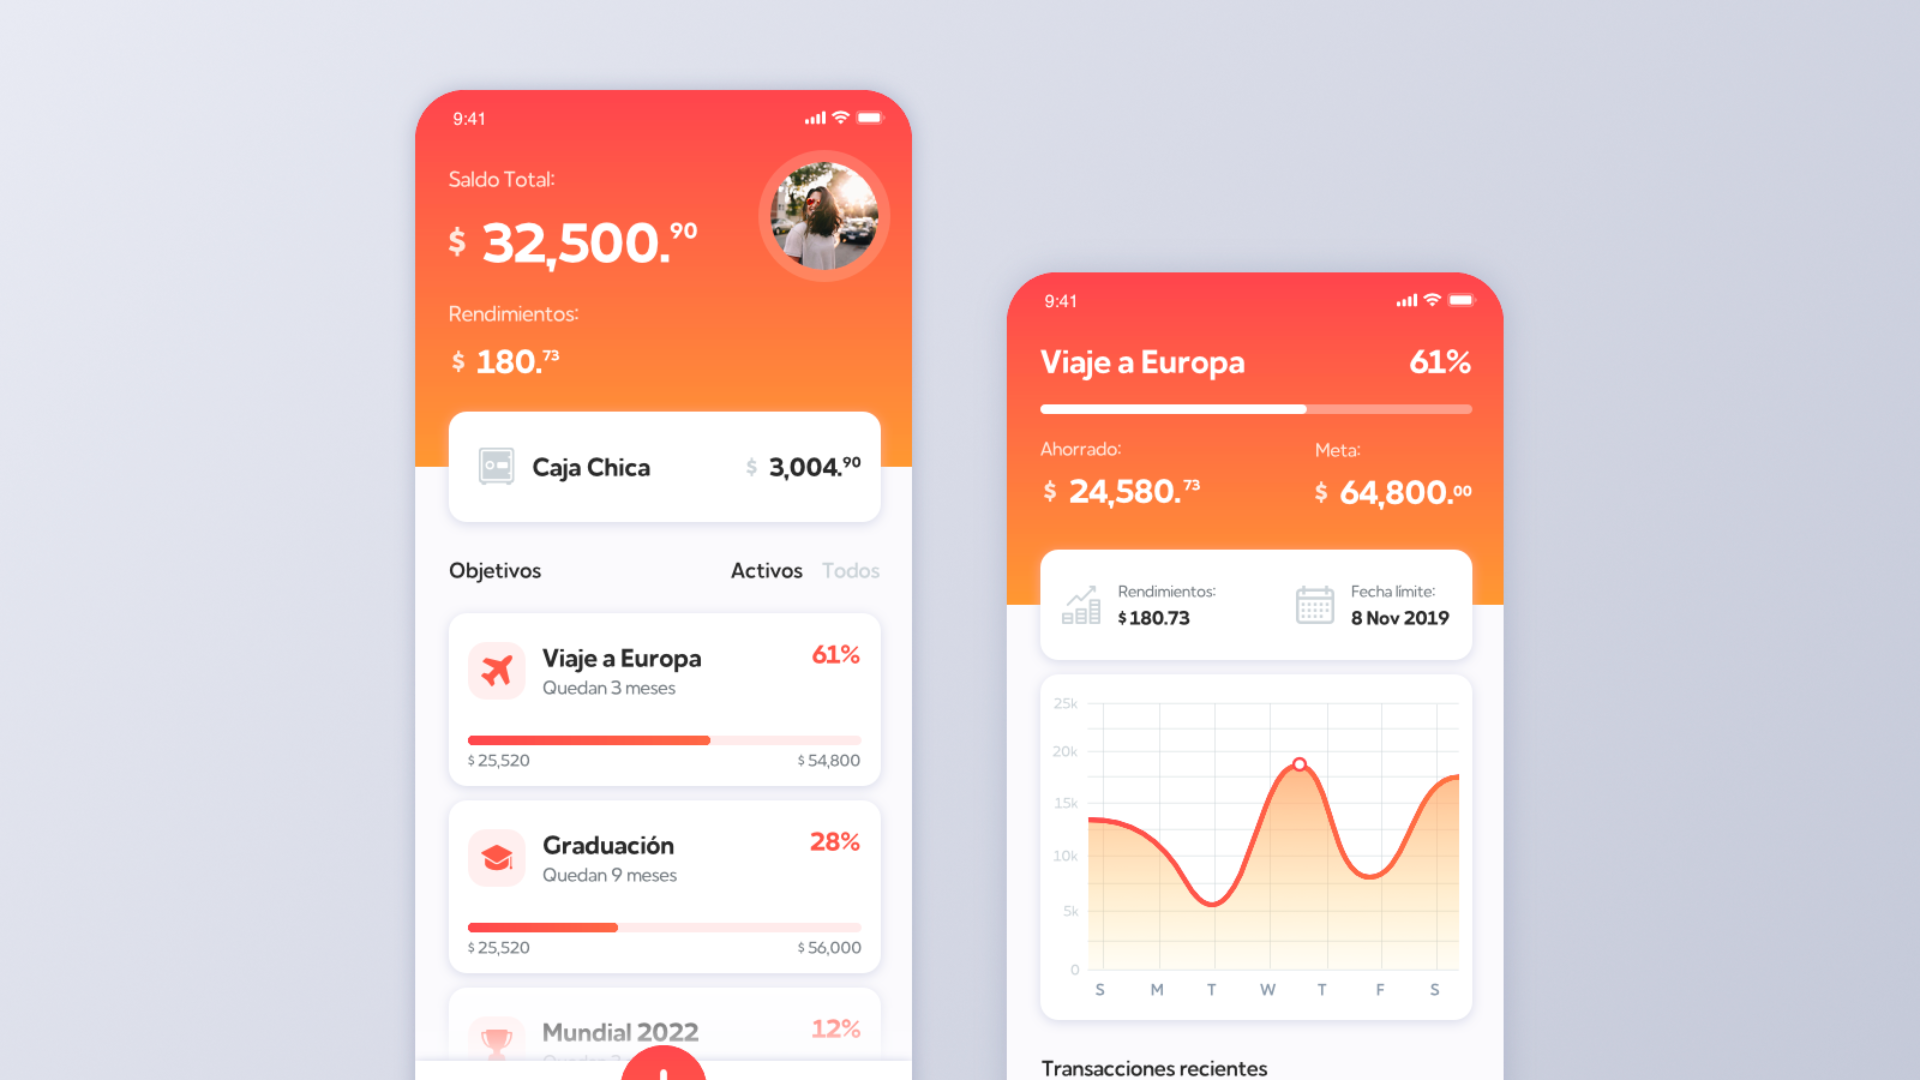 9:41
Saldo Total:
$ 32,500.90
Rendimientos:
$ 180.73
Caja Chica $ 3,004.90
Objetivos Activos Todos
Viaje a Europa 61%
Quedan 3 meses
$ 25,520 $ 54,800
Graduación 28%
Quedan 9 meses
$ 25,520 $ 56,000
Mundial 2022 12%
9:41
Viaje a Europa 61%
Ahorrado: Meta:
$ 24,580.73 $ 64,800.00
Rendimientos: Fecha límite:
$ 180.73 8 Nov 2019
25k
20k
15k
10k
5k
0
S M T W T F S
Transacciones recientes